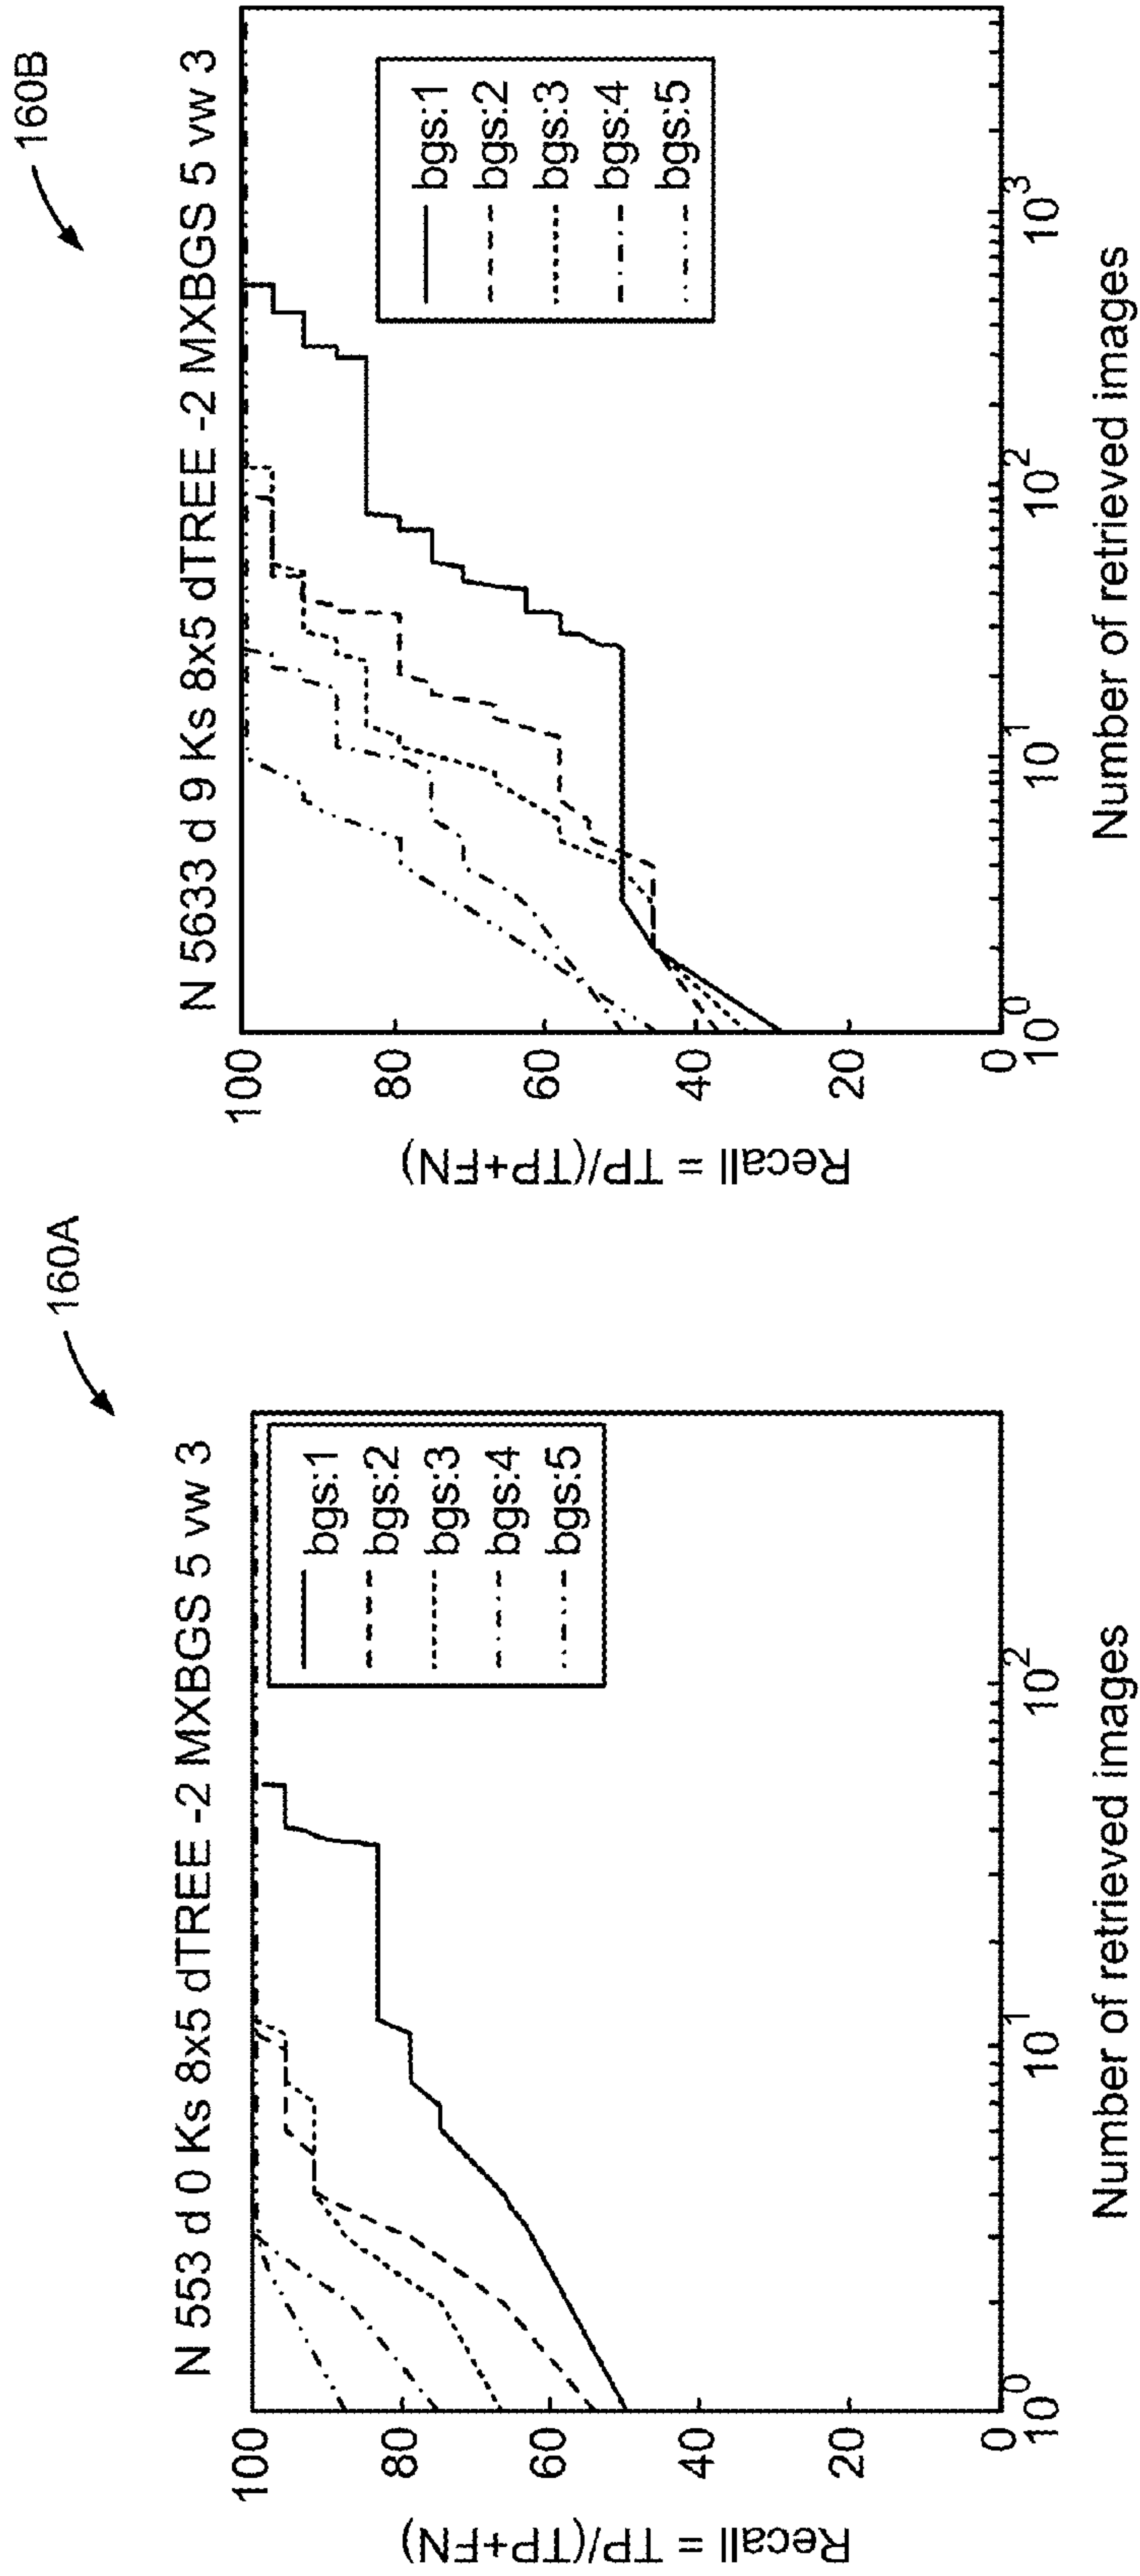 160A
N 553 d 0 Ks 8x5 dTREE -2 MXBGS 5 vw 3
Recall = TP/(TP+FN)
100
80
60
40
20
0
10^0
10^1
10^2
Number of retrieved images
bgs:1
bgs:2
bgs:3
bgs:4
bgs:5
160B
N 5633 d 9 Ks 8x5 dTREE -2 MXBGS 5 vw 3
Recall = TP/(TP+FN)
100
80
60
40
20
0
10^0
10^1
10^2
10^3
Number of retrieved images
bgs:1
bgs:2
bgs:3
bgs:4
bgs:5